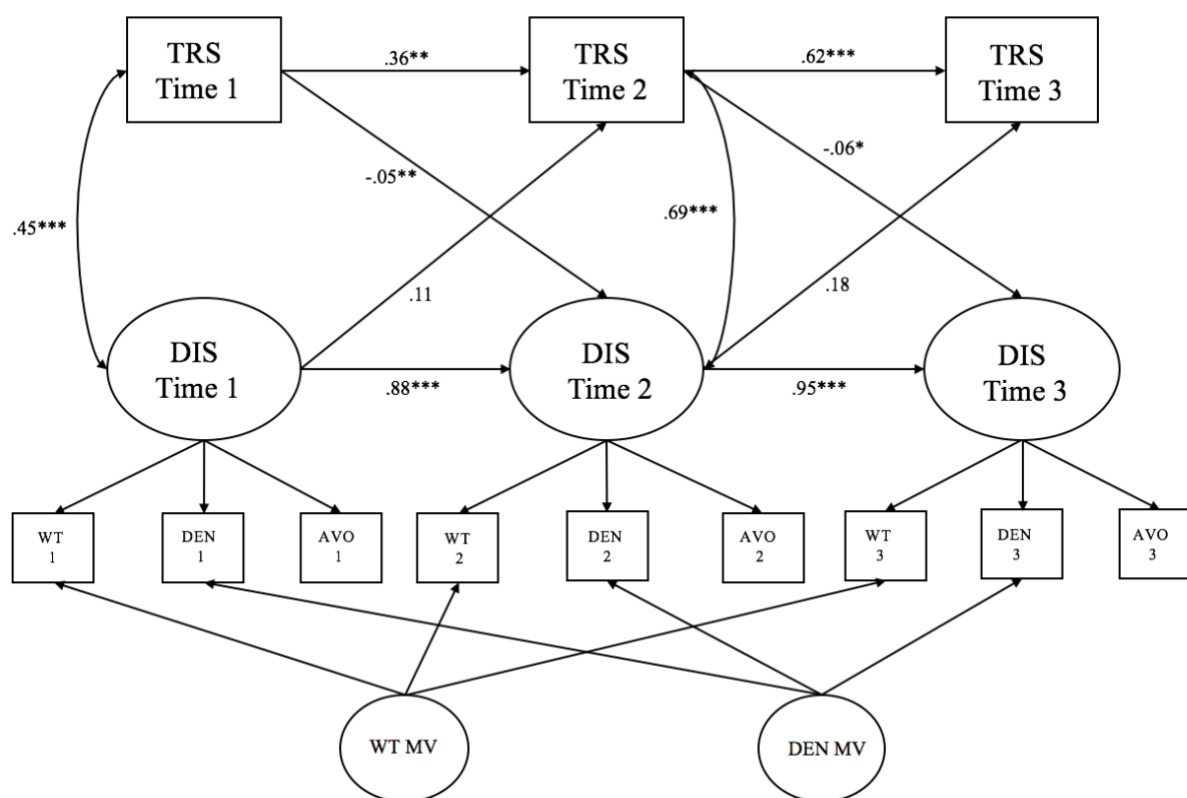 TRS
Time 1
.36**
TRS
Time 2
.62***
TRS
Time 3
-.05**
-.06*
.45***
.69***
.11
.18
DIS
Time 1
.88***
DIS
Time 2
.95***
DIS
Time 3
WT
1
DEN
1
AVO
1
WT
2
DEN
2
AVO
2
WT
3
DEN
3
AVO
3
WT MV
DEN MV